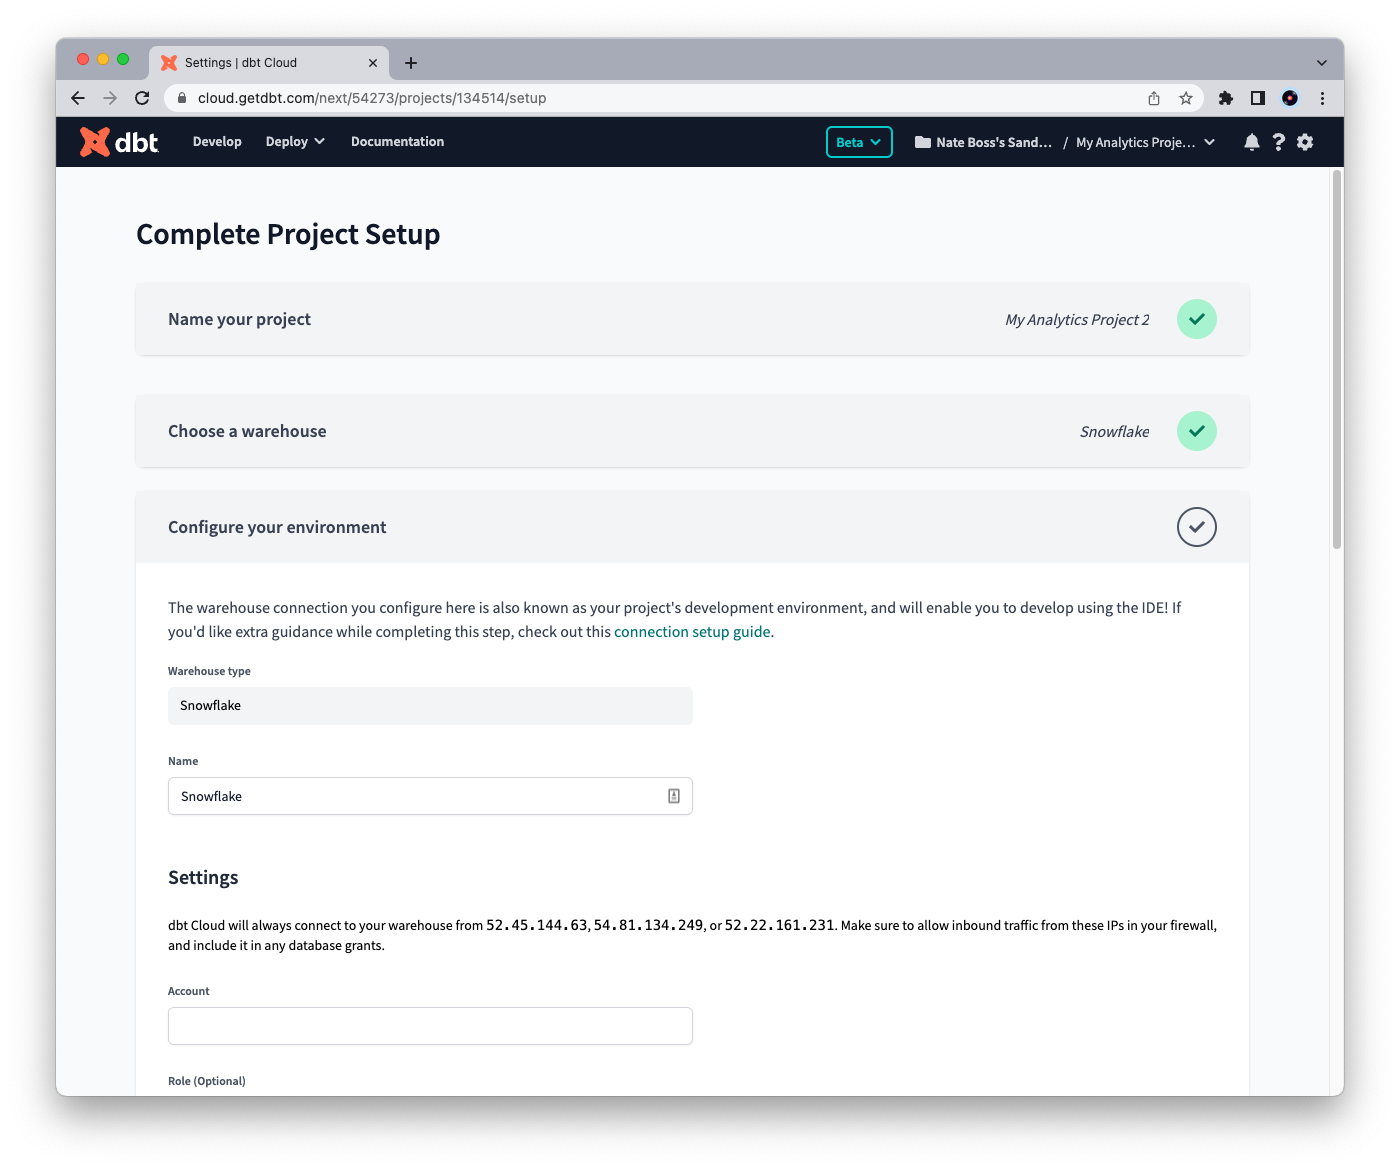 Settings | dbt Cloud
cloud.getdbt.com/next/54273/projects/134514/setup
dbt
Develop
Deploy
Documentation
Beta
Nate Boss's Sand... / My Analytics Proje...
Complete Project Setup
Name your project
My Analytics Project 2
Choose a warehouse
Snowflake
Configure your environment
The warehouse connection you configure here is also known as your project's development environment, and will enable you to develop using the IDE! If
you'd like extra guidance while completing this step, check out this connection setup guide.
Warehouse type
Snowflake
Name
Snowflake
Settings
dbt Cloud will always connect to your warehouse from 52.45.144.63, 54.81.134.249, or 52.22.161.231. Make sure to allow inbound traffic from these IPs in your firewall,
and include it in any database grants.
Account
Role (Optional)